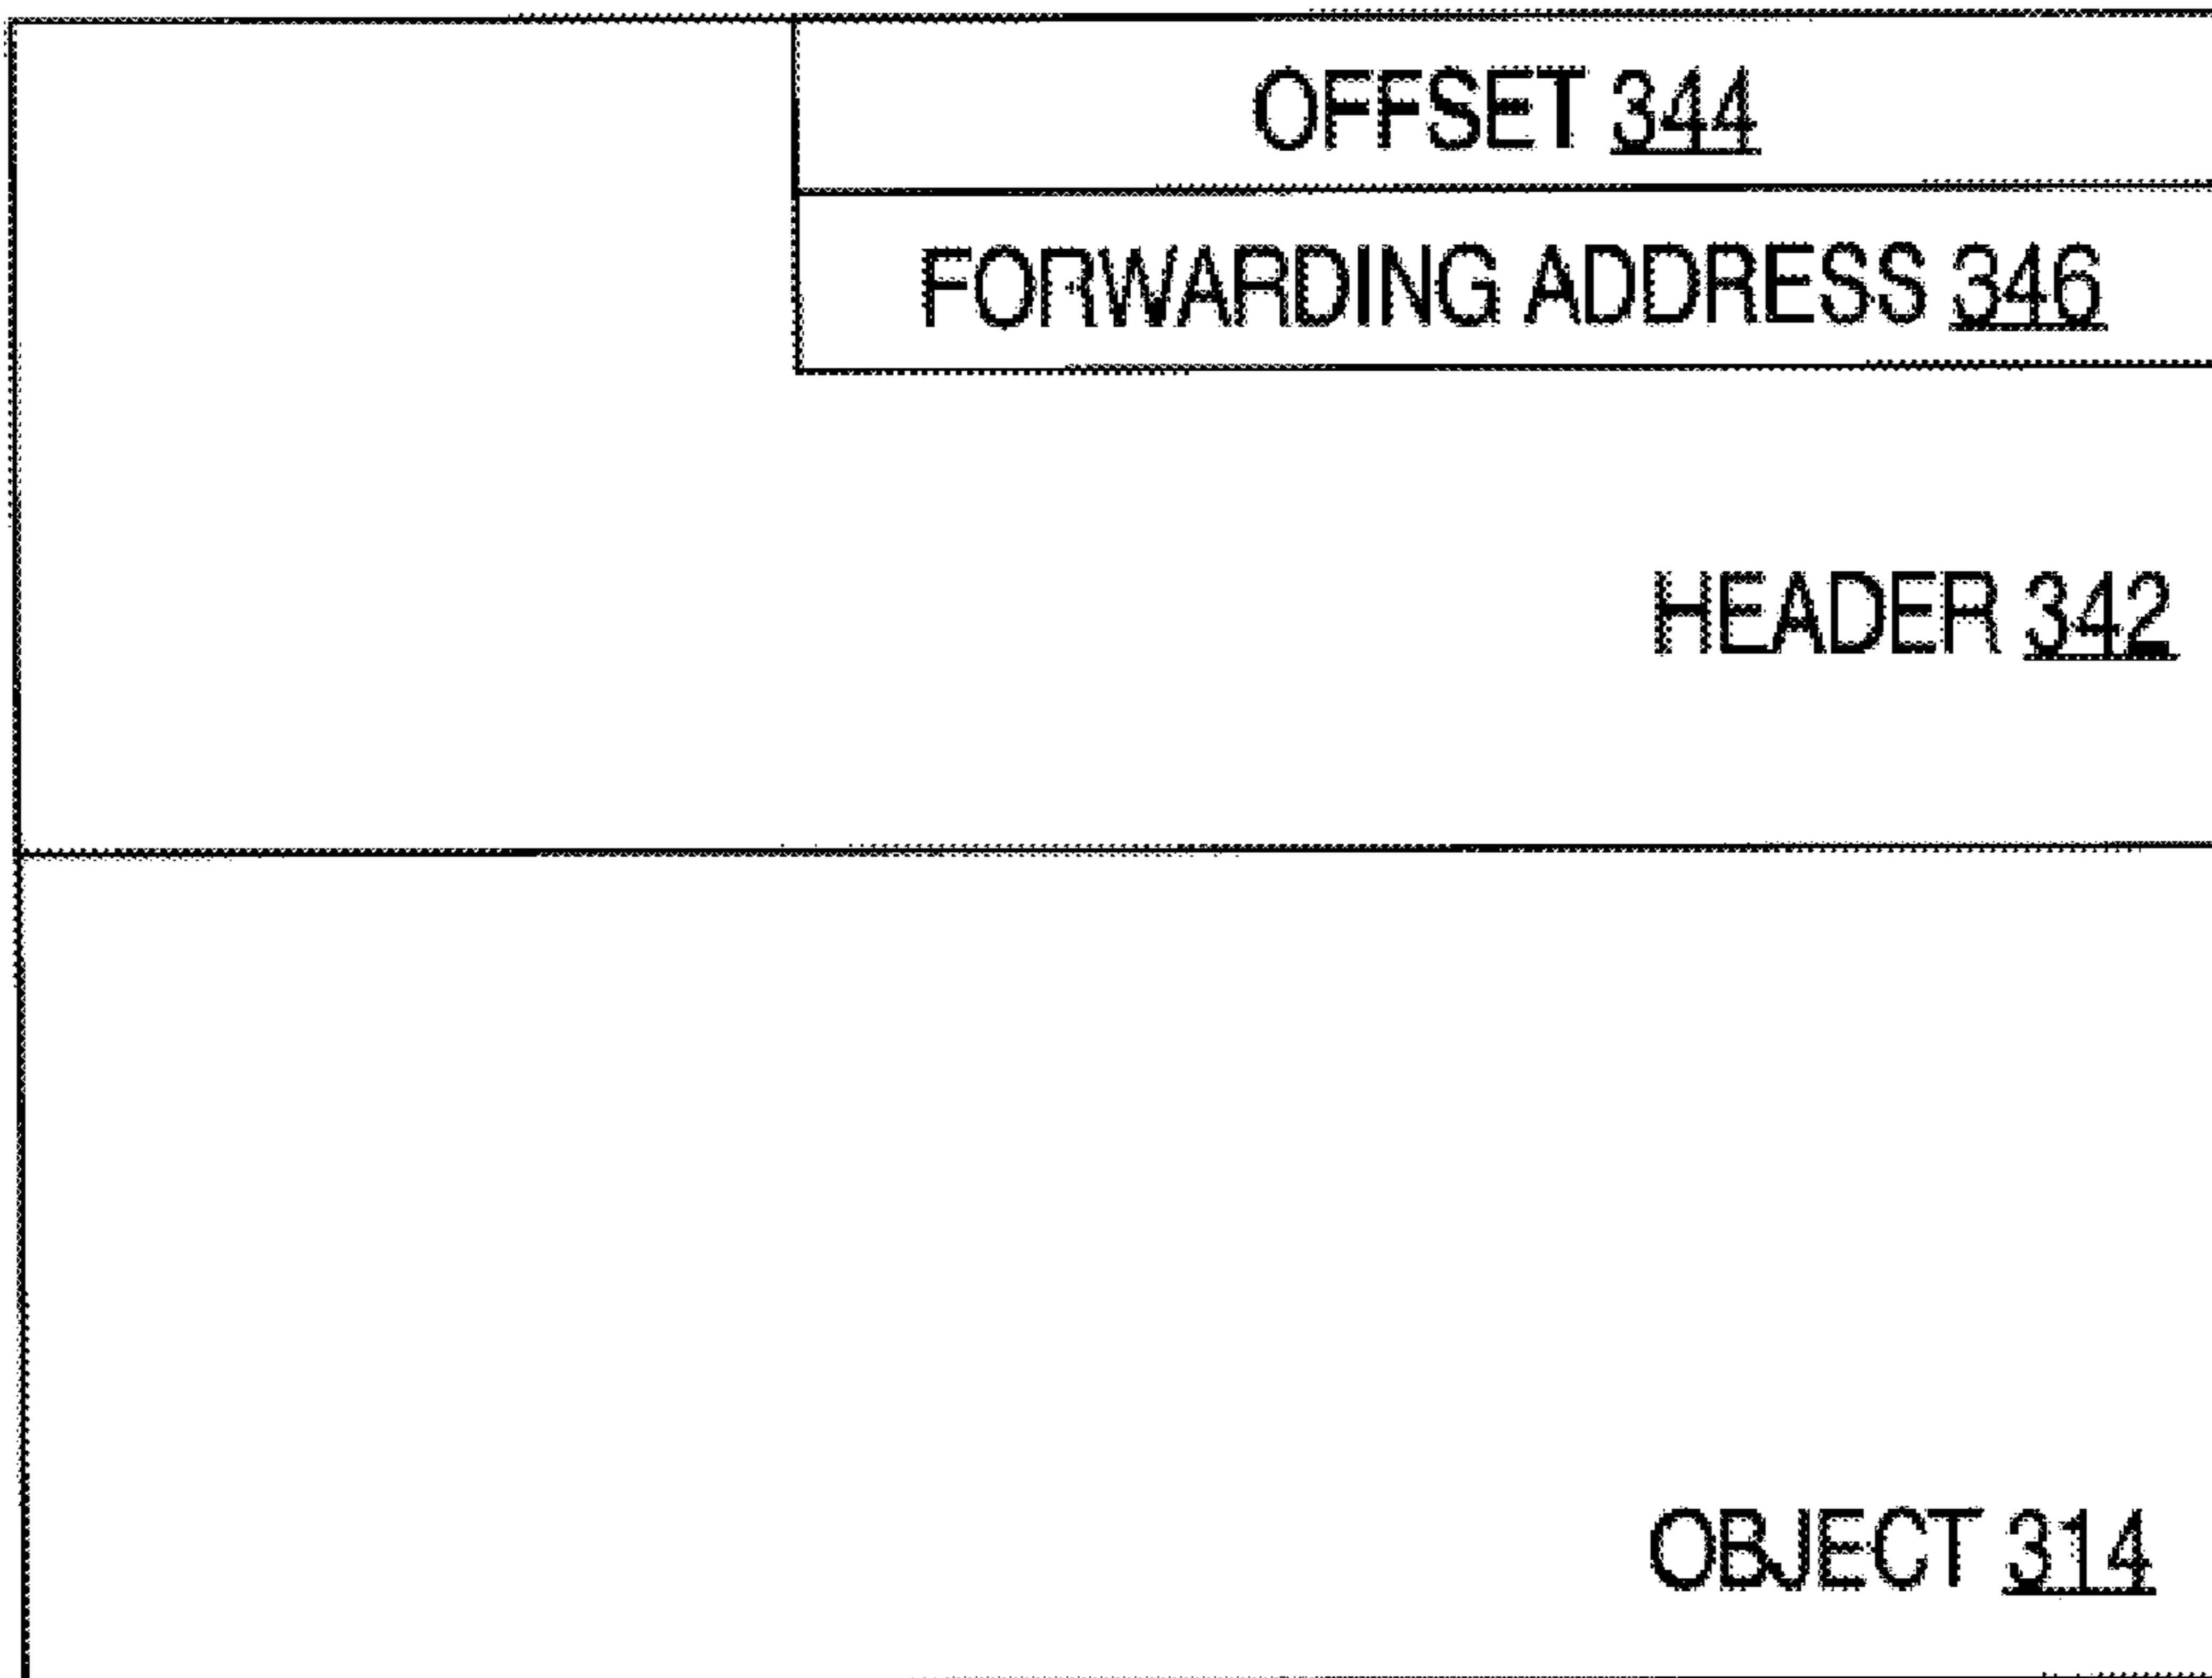 OFFSET 344
FORWARDING ADDRESS 346
HEADER 342
OBJECT 314